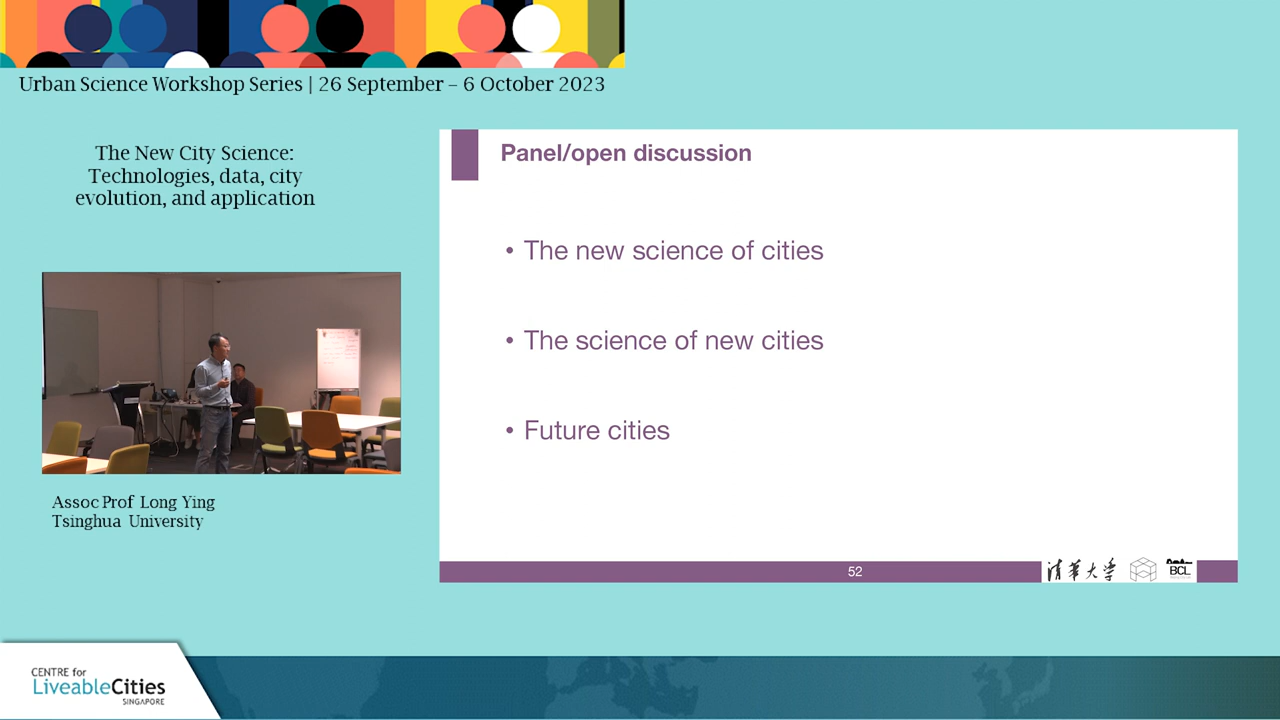 Urban Science Workshop Series | 26 September – 6 October 2023
The New City Science:
Technologies, data, city
evolution, and application
Panel/open discussion
• The new science of cities
• The science of new cities
• Future cities
Assoc Prof Long Ying
Tsinghua University
52
清华大学
BCL
CENTRE for
LiveableCities
SINGAPORE